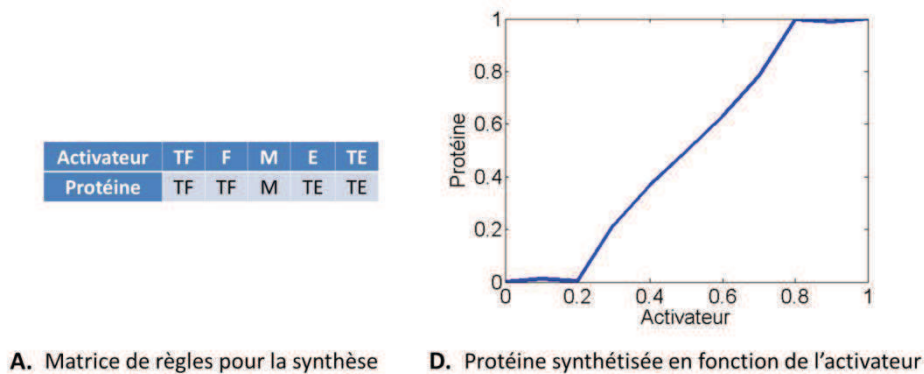 Activateur TF F M E TE
Protéine TF TF M TE TE
Protéine
1
0.8
0.6
0.4
0.2
0
0 0.2 0.4 0.6 0.8 1
Activateur
A. Matrice de règles pour la synthèse
D. Protéine synthétisée en fonction de l'activateur